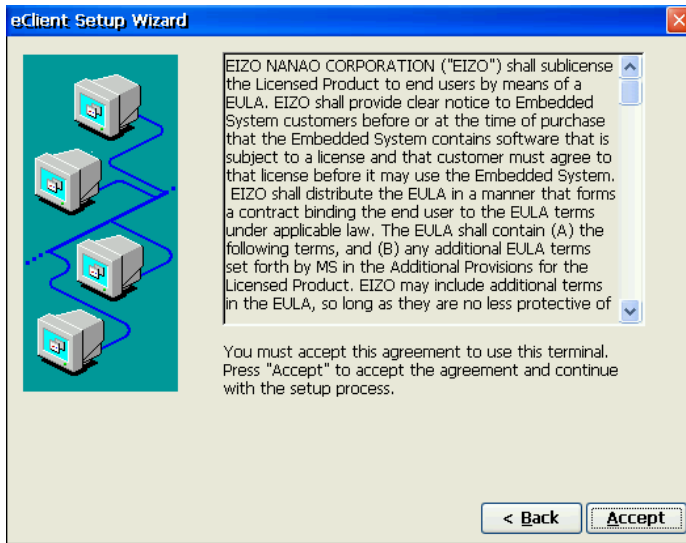 eClient Setup Wizard
EIZO NANAO CORPORATION ("EIZO") shall sublicense
the Licensed Product to end users by means of a
EULA. EIZO shall provide clear notice to Embedded
System customers before or at the time of purchase
that the Embedded System contains software that is
subject to a license and that customer must agree to
that license before it may use the Embedded System.
EIZO shall distribute the EULA in a manner that forms
a contract binding the end user to the EULA terms
under applicable law. The EULA shall contain (A) the
following terms, and (B) any additional EULA terms
set forth by MS in the Additional Provisions for the
Licensed Product. EIZO may include additional terms
in the EULA, so long as they are no less protective of
You must accept this agreement to use this terminal.
Press "Accept" to accept the agreement and continue
with the setup process.
< Back
Accept